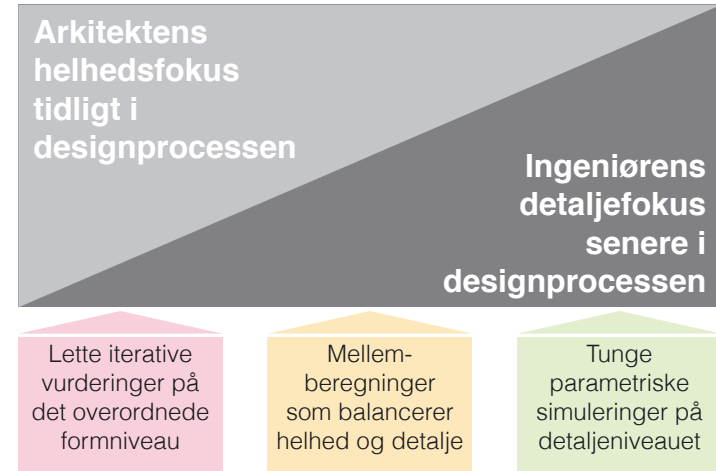 Arkitektens
helhedsfokus
tidligt i
designprocessen
Ingeniørens
detaljefokus
senere i
designprocessen
Lette iterative
vurderinger på
det overordnede
formniveau
Mellem-
beregninger
som balancerer
helhed og detalje
Tunge
parametriske
simuleringer på
detaljeniveauet